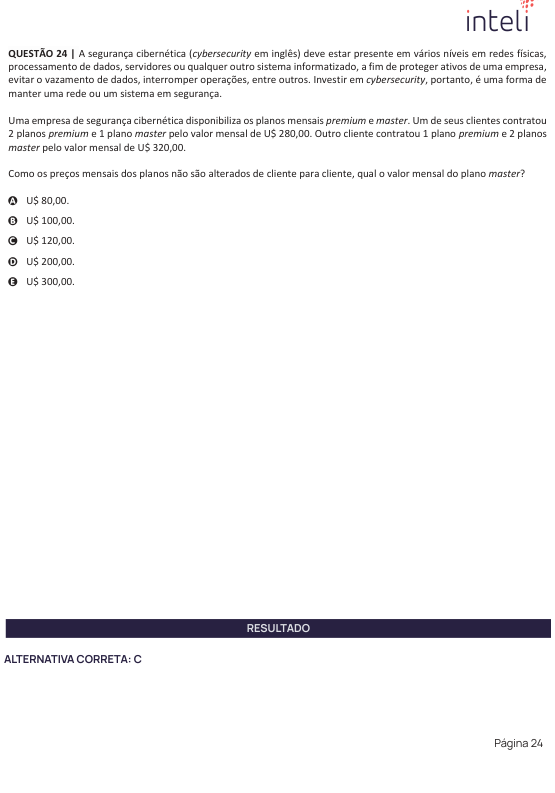 inteli
QUESTÃO 24 | A segurança cibernética (cybersecurity em inglês) deve estar presente em vários níveis em redes físicas,
processamento de dados, servidores ou qualquer outro sistema informatizado, a fim de proteger ativos de uma empresa,
evitar o vazamento de dados, interromper operações, entre outros. Investir em cybersecurity, portanto, é uma forma de
manter uma rede ou um sistema em segurança.
Uma empresa de segurança cibernética disponibiliza os planos mensais premium e master. Um de seus clientes contratou
2 planos premium e 1 plano master pelo valor mensal de U$ 280,00. Outro cliente contratou 1 plano premium e 2 planos
master pelo valor mensal de U$ 320,00.
Como os preços mensais dos planos não são alterados de cliente para cliente, qual o valor mensal do plano master?
A U$ 80,00.
B U$ 100,00.
C U$ 120,00.
D U$ 200,00.
E U$ 300,00.
RESULTADO
ALTERNATIVA CORRETA: C
Página 24